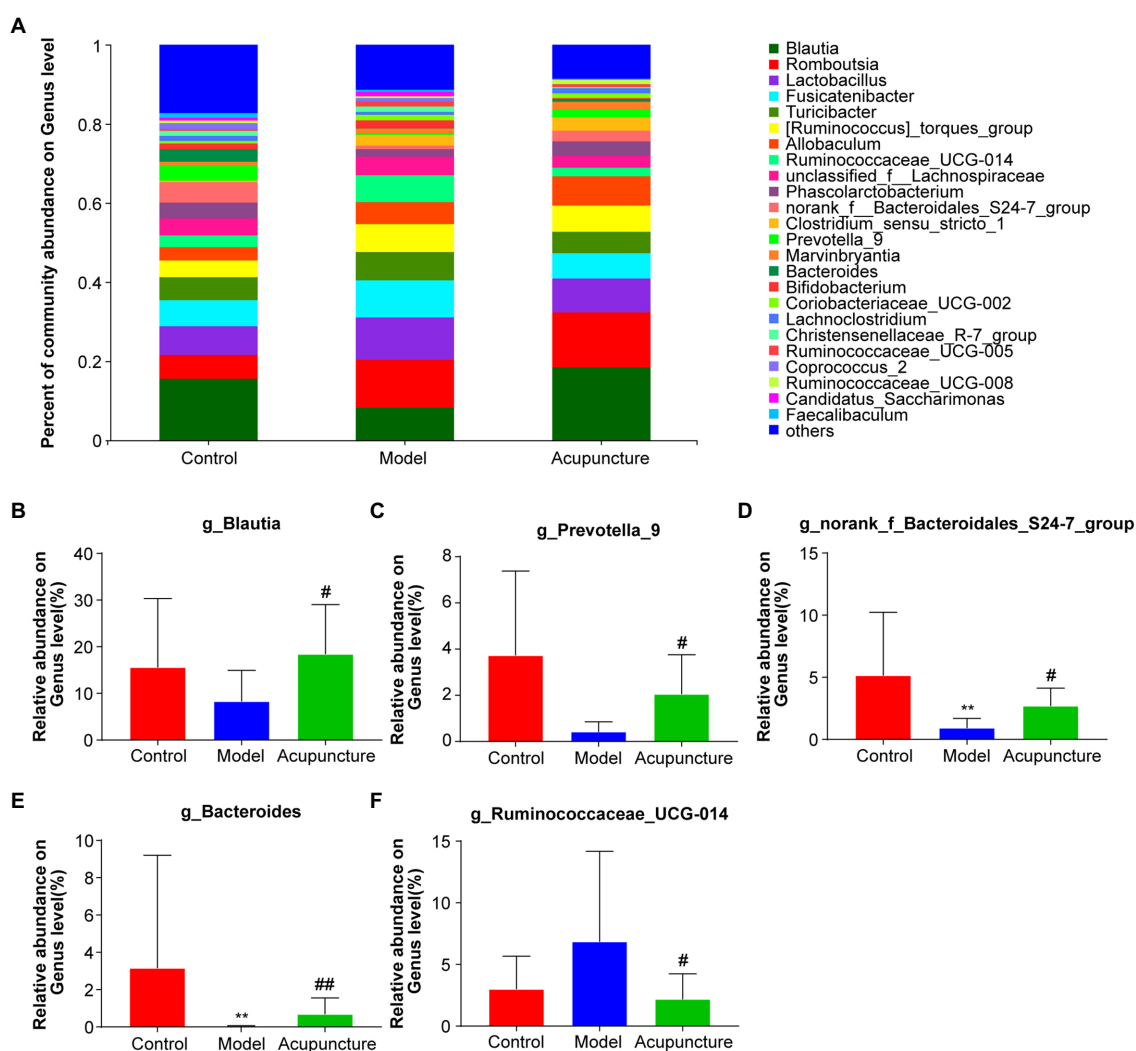 A
Percent of community abundance on Genus level
1
0.8
0.6
0.4
0.2
0
Control
Model
Acupuncture
Blautia
Romboutsia
Lactobacillus
Fusicatenibacter
Turicibacter
[Ruminococcus]_torques_group
Allobaculum
Ruminococcaceae_UCG-014
unclassified_f__Lachnospiraceae
Phascolarctobacterium
norank_f__Bacteroidales_S24-7_group
Clostridium_sensu_stricto_1
Prevotella_9
Marvinbryantia
Bacteroides
Bifidobacterium
Coriobacteriaceae_UCG-002
Lachnoclostridium
Christensenellaceae_R-7_group
Ruminococcaceae_UCG-005
Coprococcus_2
Ruminococcaceae_UCG-008
Candidatus_Saccharimonas
Faecalibaculum
others
B
g_Blautia
Relative abundance on
Genus level(%)
40
30
20
10
0
#
Control
Model
Acupuncture
C
g_Prevotella_9
Relative abundance on
Genus level(%)
8
6
4
2
0
#
Control
Model
Acupuncture
D
g_norank_f_Bacteroidales_S24-7_group
Relative abundance on
Genus level(%)
15
10
5
0
**
#
Control
Model
Acupuncture
E
g_Bacteroides
Relative abundance on
Genus level(%)
10
8
6
4
2
0
**
##
Control
Model
Acupuncture
F
g_Ruminococcaceae_UCG-014
Relative abundance on
Genus level(%)
15
10
5
0
#
Control
Model
Acupuncture